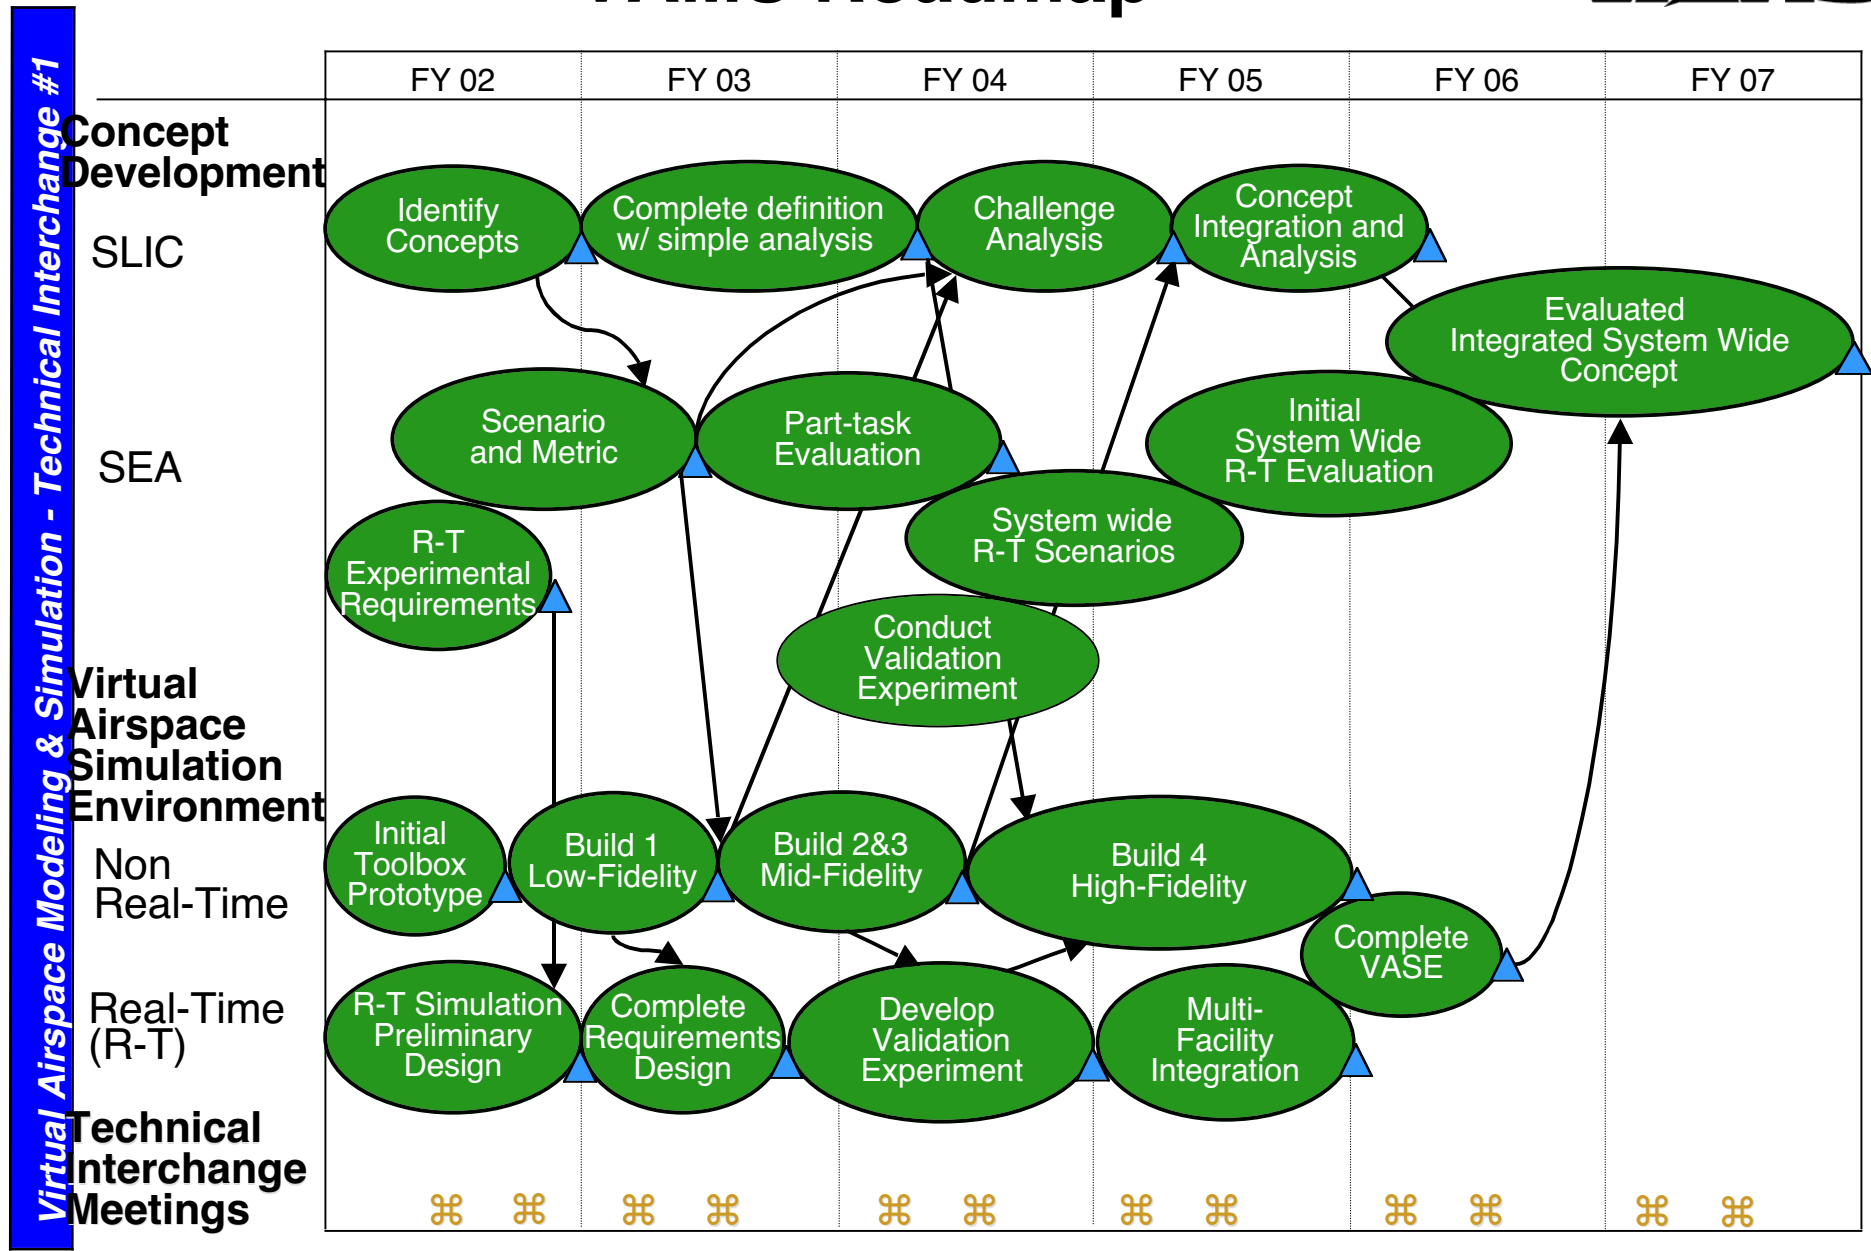 Roadmap
Virtual Airspace Modeling & Simulation - Technical Interchange #1
FY 02
FY 03
FY 04
FY 05
FY 06
FY 07
Concept
Development
SLIC
Identify
Concepts
Complete definition
w/ simple analysis
Challenge
Analysis
Concept
Integration and
Analysis
Evaluated
Integrated System Wide
Concept
SEA
Scenario
and Metric
Part-task
Evaluation
Initial
System Wide
R-T Evaluation
System wide
R-T Scenarios
R-T
Experimental
Requirements
Conduct
Validation
Experiment
Virtual
Airspace
Simulation
Environment
Non
Real-Time
Initial
Toolbox
Prototype
Build 1
Low-Fidelity
Build 2&3
Mid-Fidelity
Build 4
High-Fidelity
Complete
VASE
Real-Time
(R-T)
R-T Simulation
Preliminary
Design
Complete
Requirements
Design
Develop
Validation
Experiment
Multi-
Facility
Integration
Technical
Interchange
Meetings